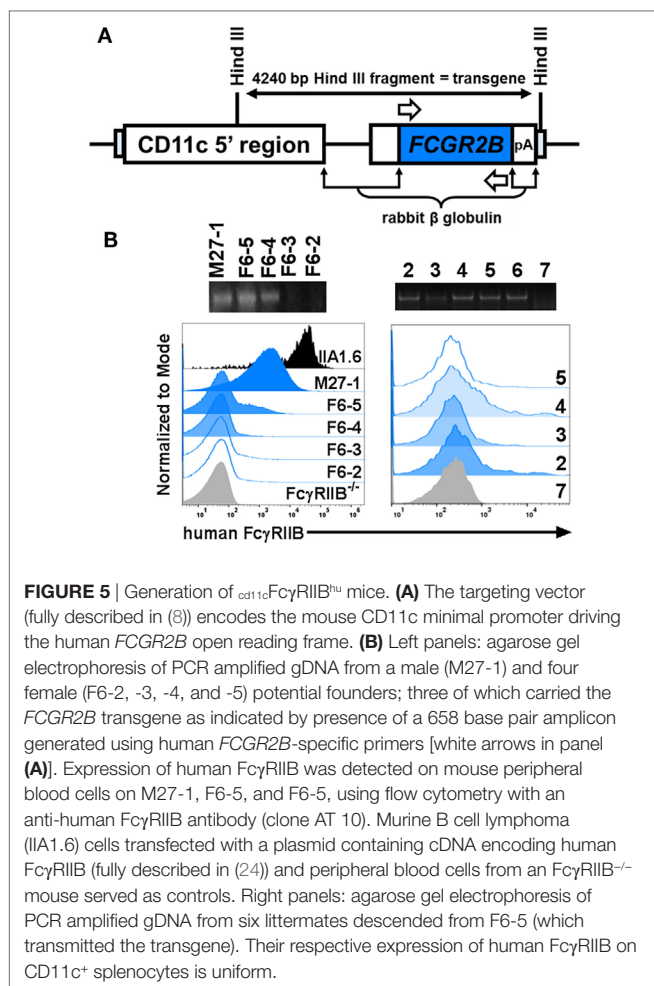 A
Hind III
Hind III
4240 bp Hind III fragment = transgene
CD11c 5’ region
FCGR2B
pA
rabbit β globulin
B
M27-1
F6-5
F6-4
F6-3
F6-2
2 3 4 5 6 7
Normalized to Mode
IIA1.6
M27-1
F6-5
F6-4
F6-3
F6-2
FcγRIIB-/-
10¹ 10² 10³ 10⁴ 10⁵
5
4
3
2
7
10¹ 10² 10³ 10⁴
human FcγRIIB
FIGURE 5 | Generation of cd11cFcγRIIBhu mice. (A) The targeting vector
(fully described in (8)) encodes the mouse CD11c minimal promoter driving
the human FCGR2B open reading frame. (B) Left panels: agarose gel
electrophoresis of PCR amplified gDNA from a male (M27-1) and four
female (F6-2, -3, -4, and -5) potential founders; three of which carried the
FCGR2B transgene as indicated by presence of a 658 base pair amplicon
generated using human FCGR2B-specific primers [white arrows in panel
(A)]. Expression of human FcγRIIB was detected on mouse peripheral
blood cells on M27-1, F6-5, and F6-5, using flow cytometry with an
anti-human FcγRIIB antibody (clone AT 10). Murine B cell lymphoma
(IIA1.6) cells transfected with a plasmid containing cDNA encoding human
FcγRIIB (fully described in (24)) and peripheral blood cells from an FcγRIIB−/−
mouse served as controls. Right panels: agarose gel electrophoresis of
PCR amplified gDNA from six littermates descended from F6-5 (which
transmitted the transgene). Their respective expression of human FcγRIIB on
CD11c+ splenocytes is uniform.